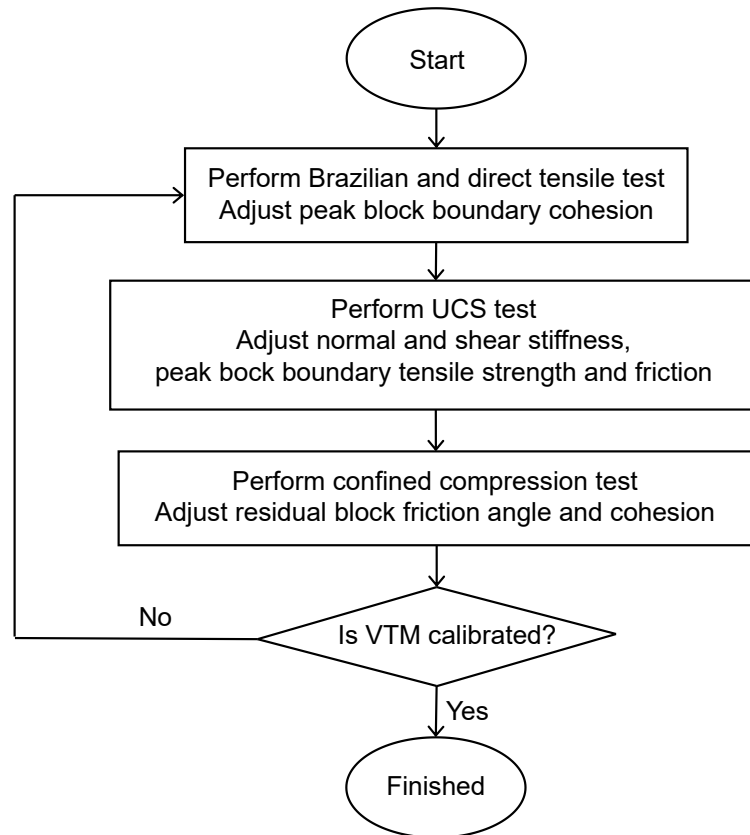 Start
Perform Brazilian and direct tensile test
Adjust peak block boundary cohesion
Perform UCS test
Adjust normal and shear stiffness,
peak bock boundary tensile strength and friction
Perform confined compression test
Adjust residual block friction angle and cohesion
No
Is VTM calibrated?
Yes
Finished